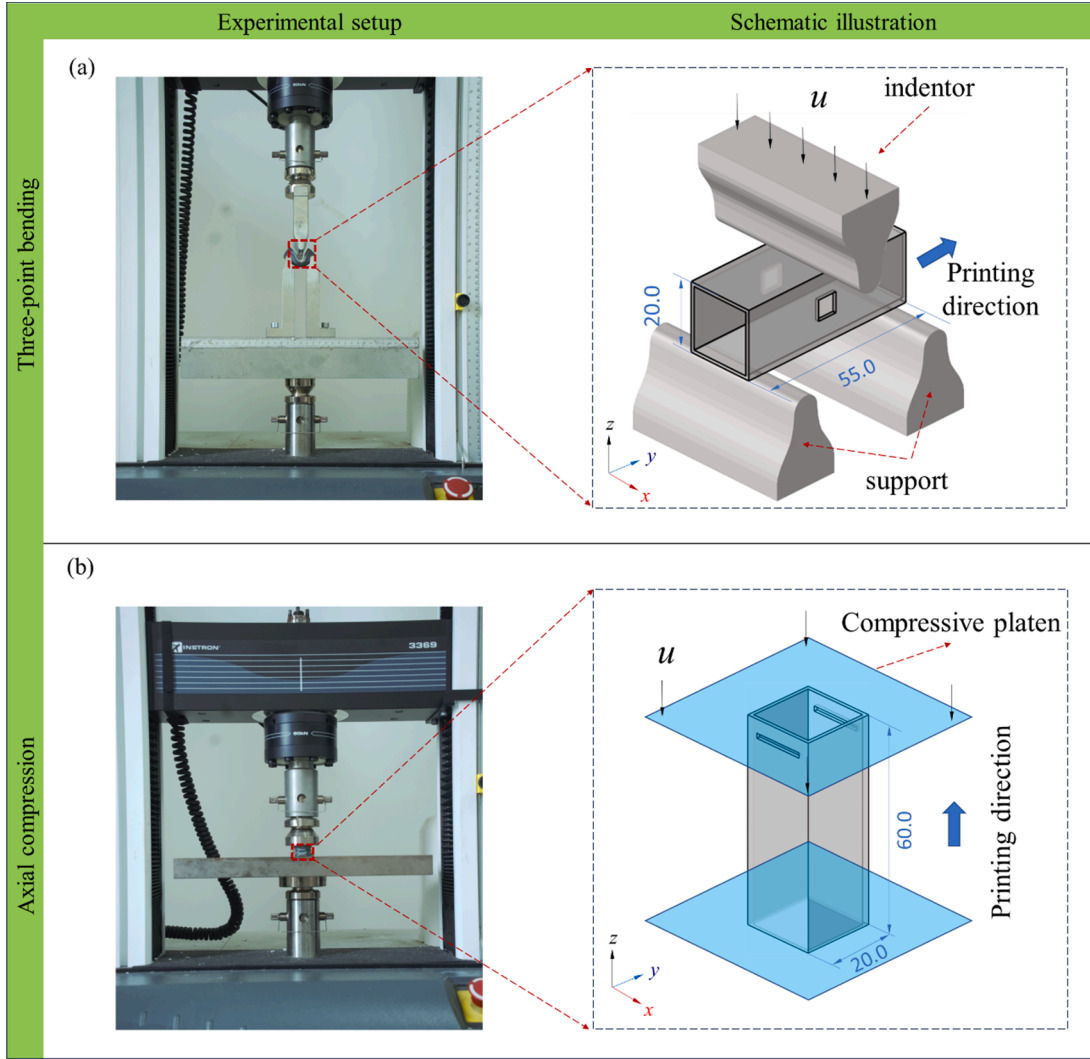 Experimental setup
Schematic illustration
Three-point bending
(a)
u
indentor
Printing
direction
20.0
55.0
support
z
y
x
Axial compression
(b)
INSTRON
3369
Compressive platen
u
60.0
Printing direction
20.0
z
y
x